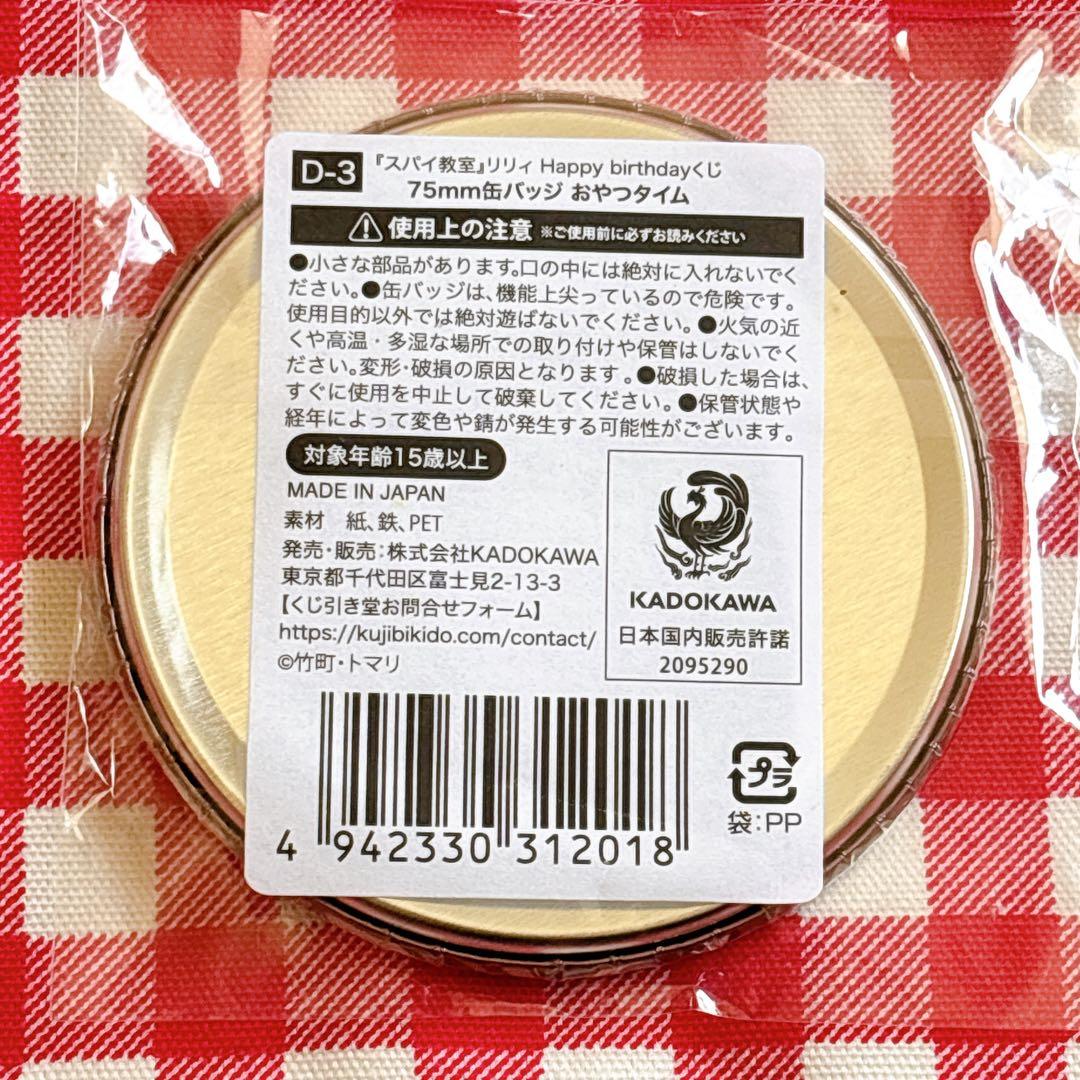 D-3 『スパイ教室』リリィ Happy birthdayくじ
75mm缶バッジ おやつタイム
使用上の注意 ※ご使用前に必ずお読みください
●小さな部品があります。口の中には絶対に入れないでく
ださい。●缶バッジは、機能上尖っているので危険です。
使用目的以外では絶対遊ばないでください。●火気の近
くや高温・多湿な場所での取り付けや保管はしないでく
ださい。変形・破損の原因となります。●破損した場合は、
すぐに使用を中止して破棄してください。●保管状態や
経年によって変色や錆が発生する可能性がございます。
対象年齢15歳以上
MADE IN JAPAN
素材 紙、鉄、PET
発売・販売：株式会社KADOKAWA
東京都千代田区富士見2-13-3
【くじ引き堂お問合せフォーム】
https://kujibikido.com/contact/
©竹町・トマリ
KADOKAWA
日本国内販売許諾
2095290
プラ
袋：PP
4 942330 312018